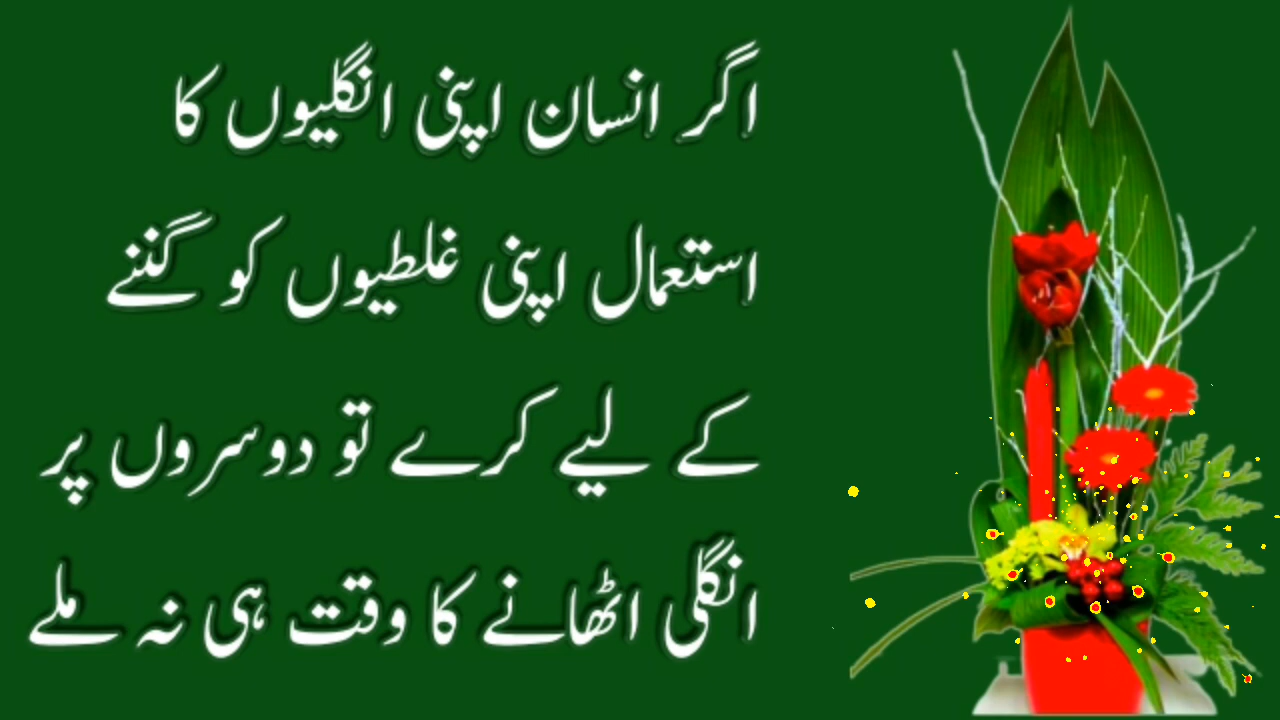 اگر انسان اپنی انگلیوں کا
استعمال اپنی غلطیوں کو گننے
کے لیے کرے تو دوسروں پر
انگلی اٹھانے کا وقت ہی نہ ملے